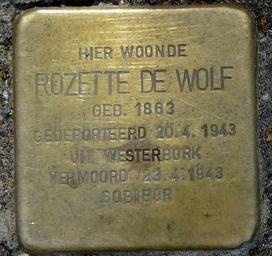 HIER WOONDE
ROZETTE DE WOLF
GEB. 1863
GEDEPORTEERD 20.4.1943
UIT WESTERBORK
VERMOORD 23.4.1943
SOBIBOR